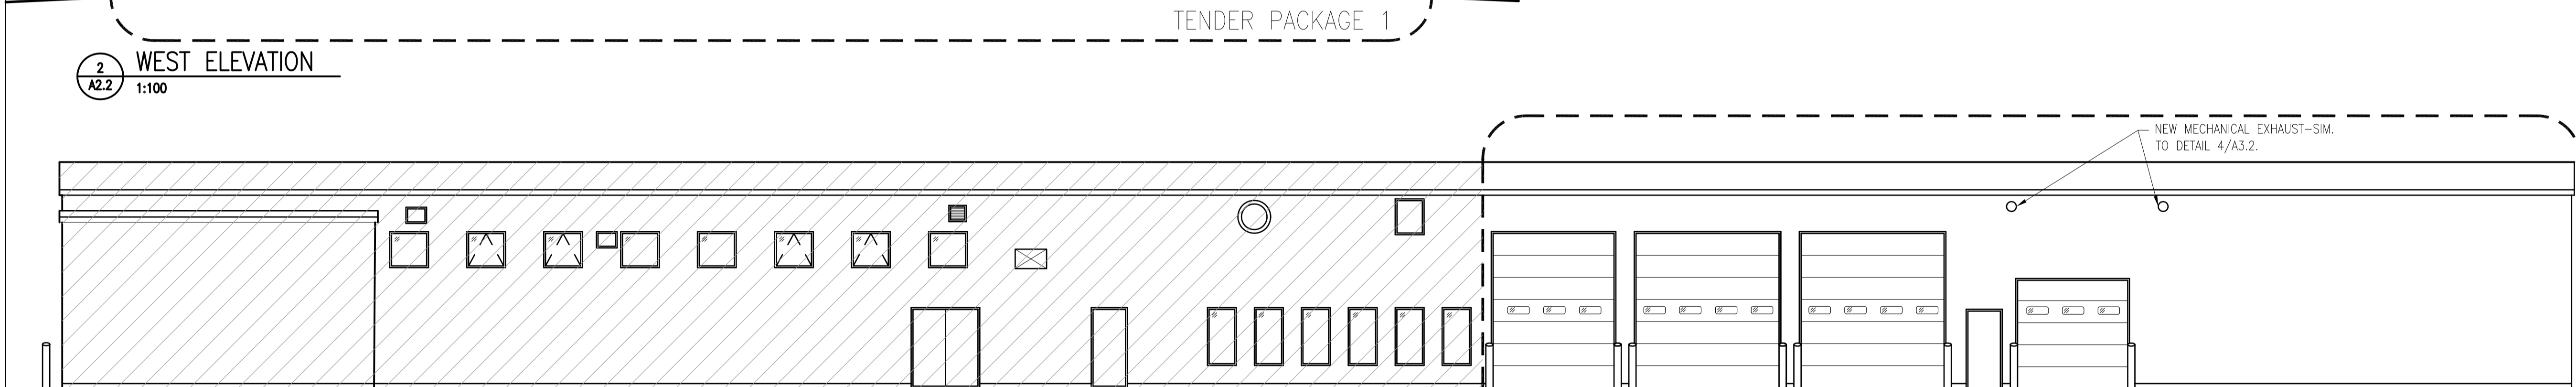 TENDER PACKAGE 1
2
A2.2
WEST ELEVATION
1:100
NEW MECHANICAL EXHAUST-SIM.
TO DETAIL 4/A3.2.